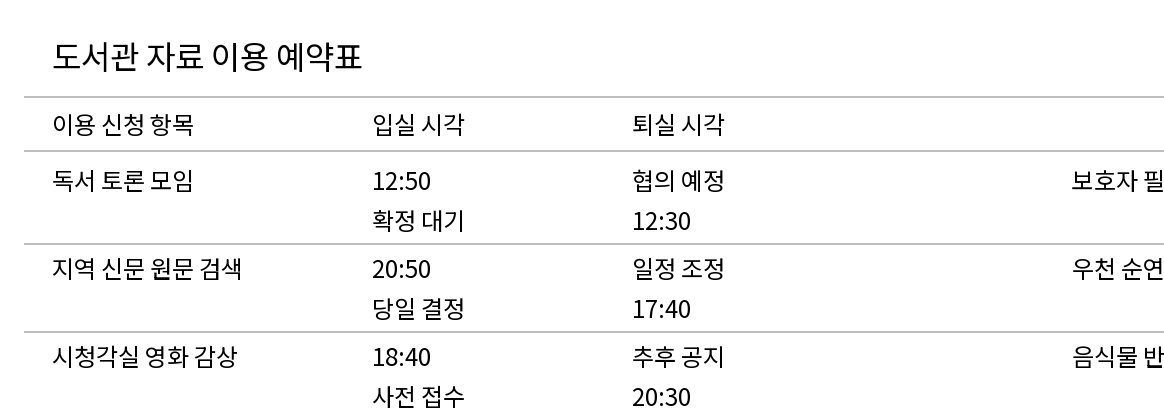 도서관 자료 이용 예약표
이용 신청 항목 입실 시각 퇴실 시각
독서 토론 모임 12:50 협의 예정 보호자 필
확정 대기 12:30
지역 신문 원문 검색 20:50 일정 조정 우천 순연
당일 결정 17:40
시청각실 영화 감상 18:40 추후 공지 음식물 반
사전 접수 20:30